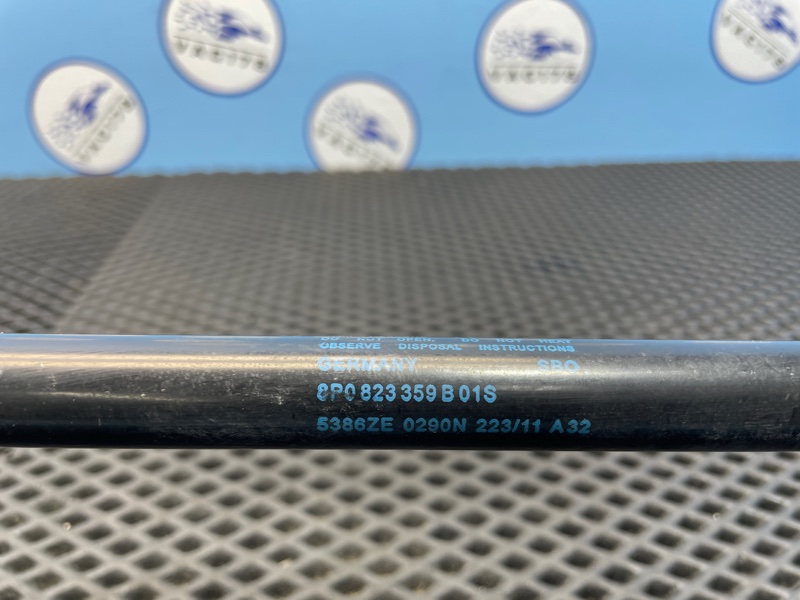 DO NOT OPEN, DO NOT HEAT
OBSERVE DISPOSAL INSTRUCTIONS
GERMANY SBO
8P0 823 359 B 01S
5386ZE 0290N 223/11 A32